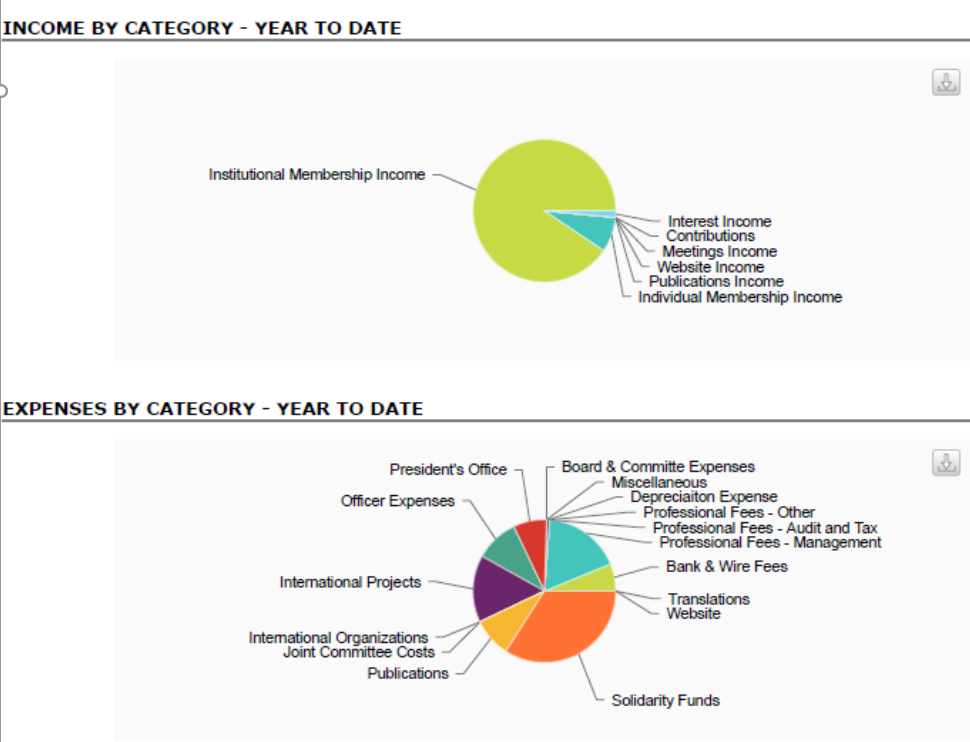 INCOME BY CATEGORY - YEAR TO DATE
Institutional Membership Income
Interest Income
Contributions
Meetings Income
Website Income
Publications Income
Individual Membership Income
EXPENSES BY CATEGORY - YEAR TO DATE
President's Office
Board & Committe Expenses
Miscellaneous
Depreciaiton Expense
Officer Expenses
Professional Fees - Other
Professional Fees - Audit and Tax
Professional Fees - Management
Bank & Wire Fees
International Projects
Translations
Website
International Organizations
Joint Committee Costs
Publications
Solidarity Funds